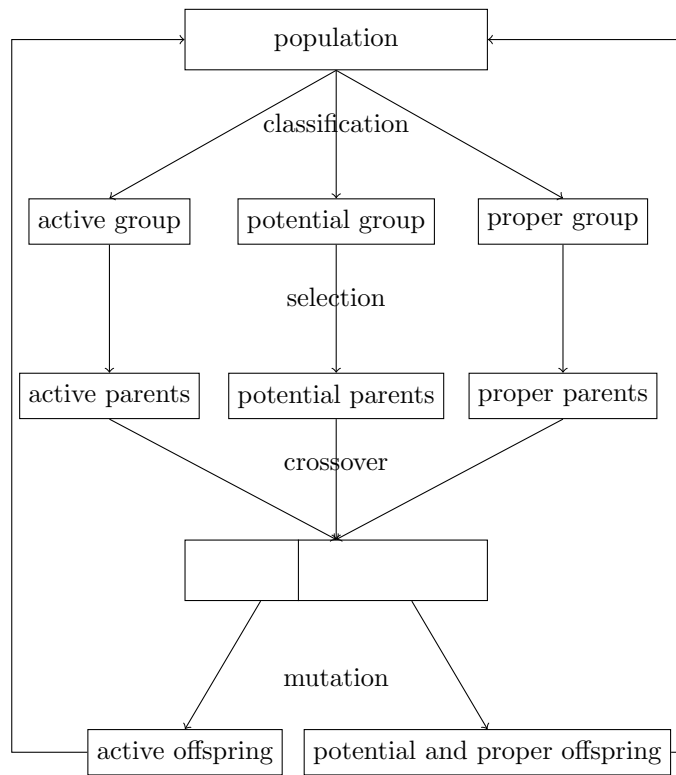 population
classification
active group
potential group
proper group
selection
active parents
potential parents
proper parents
crossover
mutation
active offspring
potential and proper offspring